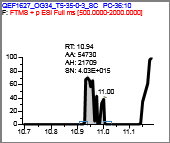 QEF1627_OG34_TS-35-0-3_SC PC-36:10
F: FTMS + p ESI Full ms [500.0000-2000.0000]
RT: 10.94
AA: 54730
AH: 21709
SN: 4.03E+015
11.00
100
80
60
40
20
0
10.7 10.8 10.9 11.0 11.1